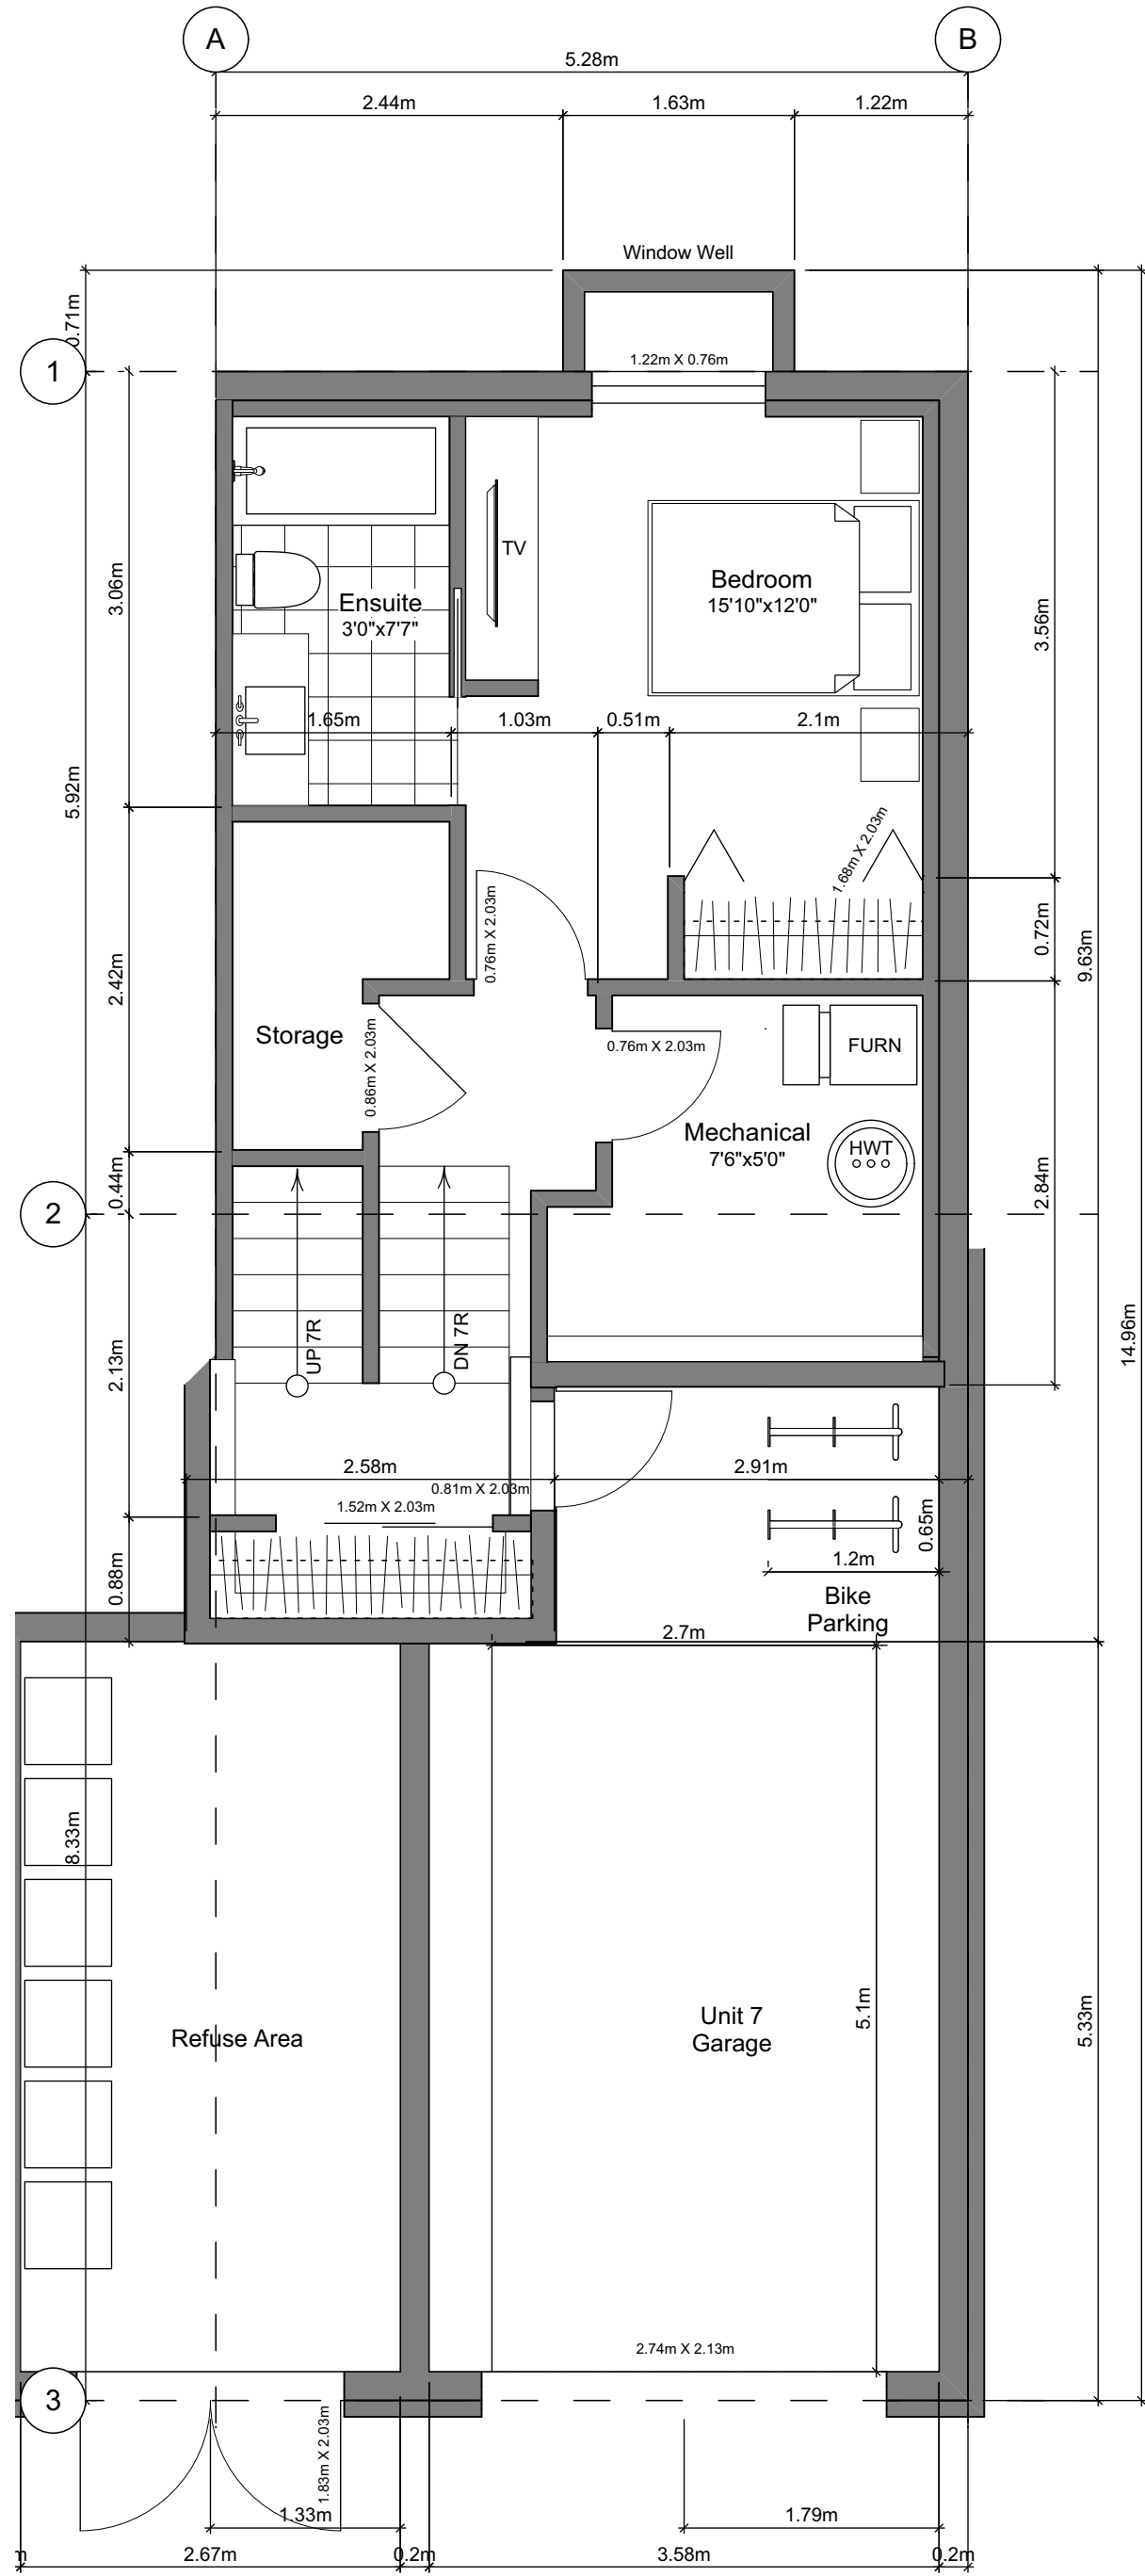 A
B
5.28m
2.44m
1.63m
1.22m
Window Well
0.71m
1
1.22m X 0.76m
TV
Bedroom
15'10"x12'0"
Ensuite
3'0"x7'7"
3.06m
3.56m
1.65m
1.03m
0.51m
2.1m
5.92m
1.68m X 2.03m
0.76m X 2.03m
0.72m
9.63m
2.42m
Storage
0.86m X 2.03m
0.76m X 2.03m
FURN
Mechanical
7'6"x5'0"
HWT
0.44m
2.84m
2
UP 7R
DN 7R
2.13m
14.96m
2.58m
2.91m
0.81m X 2.03m
1.52m X 2.03m
0.65m
1.2m
0.88m
Bike
Parking
2.7m
8.33m
Refuse Area
Unit 7
Garage
5.1m
5.33m
2.74m X 2.13m
3
1.83m X 2.03m
1.33m
1.79m
2.67m
0.2m
3.58m
0.2m